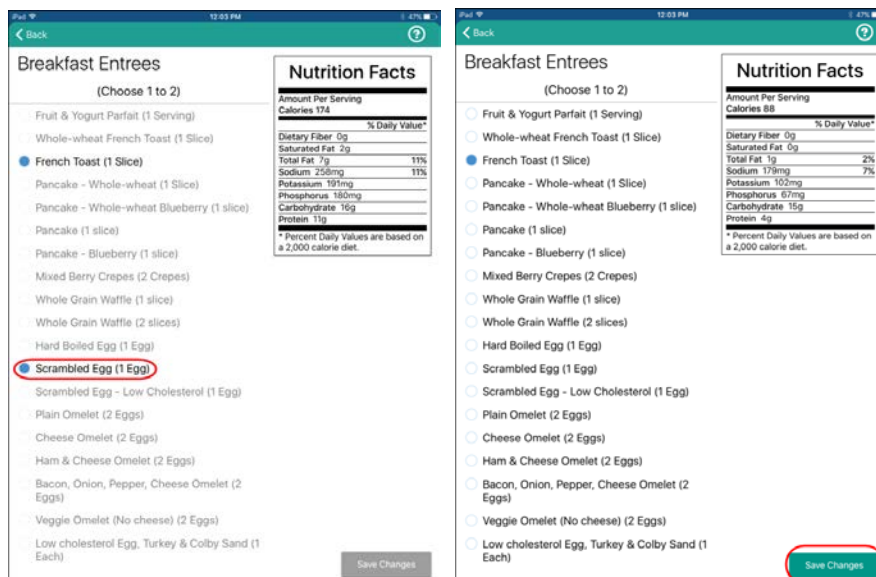 iPad 12:03 PM 47%
Back ?
Breakfast Entrees
(Choose 1 to 2)
Fruit & Yogurt Parfait (1 Serving)
Whole-wheat French Toast (1 Slice)
French Toast (1 Slice)
Pancake - Whole-wheat (1 Slice)
Pancake - Whole-wheat Blueberry (1 slice)
Pancake (1 slice)
Pancake - Blueberry (1 slice)
Mixed Berry Crepes (2 Crepes)
Whole Grain Waffle (1 slice)
Whole Grain Waffle (2 slices)
Hard Boiled Egg (1 Egg)
Scrambled Egg (1 Egg)
Scrambled Egg - Low Cholesterol (1 Egg)
Plain Omelet (2 Eggs)
Cheese Omelet (2 Eggs)
Ham & Cheese Omelet (2 Eggs)
Bacon, Onion, Pepper, Cheese Omelet (2
Eggs)
Veggie Omelet (No cheese) (2 Eggs)
Low cholesterol Egg, Turkey & Colby Sand (1
Each)
Nutrition Facts
Amount Per Serving
Calories 174
% Daily Value*
Dietary Fiber 0g
Saturated Fat 2g
Total Fat 7g 11%
Sodium 258mg 11%
Potassium 191mg
Phosphorus 180mg
Carbohydrate 16g
Protein 11g
* Percent Daily Values are based on
a 2,000 calorie diet.
Save Changes
iPad 12:03 PM 47%
Back ?
Breakfast Entrees
(Choose 1 to 2)
Fruit & Yogurt Parfait (1 Serving)
Whole-wheat French Toast (1 Slice)
French Toast (1 Slice)
Pancake - Whole-wheat (1 Slice)
Pancake - Whole-wheat Blueberry (1 slice)
Pancake (1 slice)
Pancake - Blueberry (1 slice)
Mixed Berry Crepes (2 Crepes)
Whole Grain Waffle (1 slice)
Whole Grain Waffle (2 slices)
Hard Boiled Egg (1 Egg)
Scrambled Egg (1 Egg)
Scrambled Egg - Low Cholesterol (1 Egg)
Plain Omelet (2 Eggs)
Cheese Omelet (2 Eggs)
Ham & Cheese Omelet (2 Eggs)
Bacon, Onion, Pepper, Cheese Omelet (2
Eggs)
Veggie Omelet (No cheese) (2 Eggs)
Low cholesterol Egg, Turkey & Colby Sand (1
Each)
Nutrition Facts
Amount Per Serving
Calories 88
% Daily Value*
Dietary Fiber 0g
Saturated Fat 0g
Total Fat 1g 2%
Sodium 179mg 7%
Potassium 102mg
Phosphorus 67mg
Carbohydrate 15g
Protein 4g
* Percent Daily Values are based on
a 2,000 calorie diet.
Save Changes